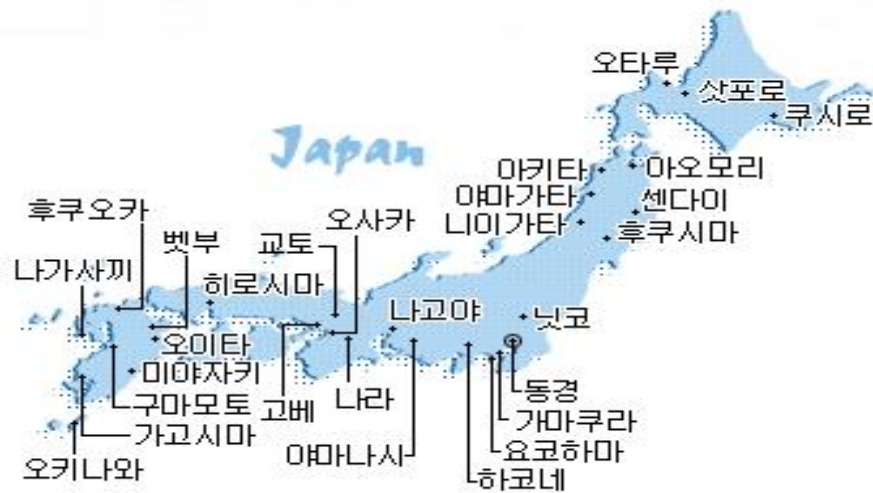 오타루
삿포로
쿠시로
Japan
아키타
아오모리
야마가타
센다이
니이가타
후쿠시마
후쿠오카
벳부
교토
오사카
나가사끼
히로시마
나고야
닛코
오이타
미야자키
구마모토
고베
나라
동경
가고시마
가마쿠라
오키나와
야마나시
요코하마
하코네